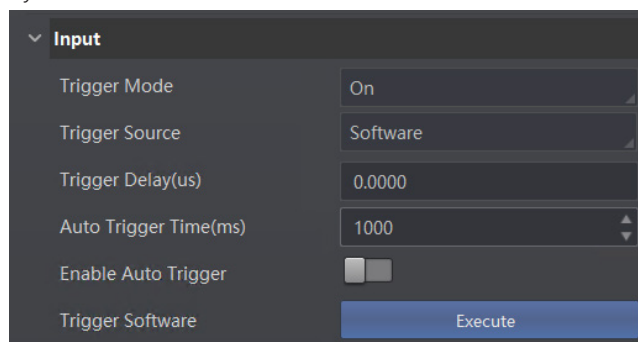 Input
Trigger Mode On
Trigger Source Software
Trigger Delay(us) 0.0000
Auto Trigger Time(ms) 1000
Enable Auto Trigger
Trigger Software Execute